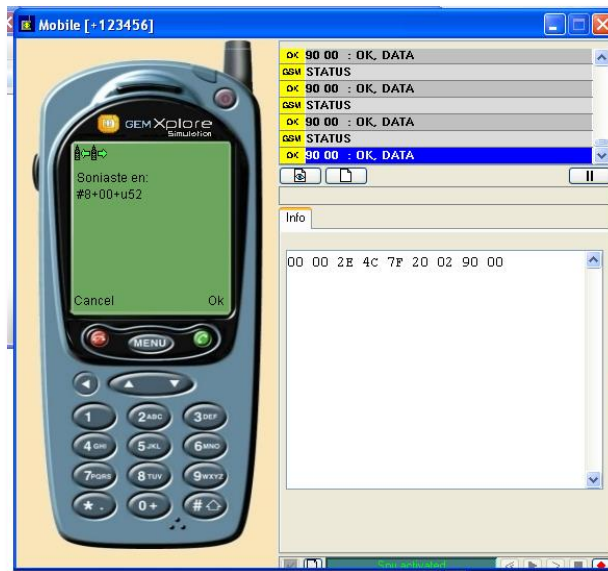 Mobile [+123456]
GEMXplore
Simulation
Soniaste en:
#8+00+u52
Cancel
Ok
MENU
1
2ABC
3DEF
4GHI
5JKL
6MNO
7PQRS
8TUV
9WXYZ
* .
0+
#
OK 90 00 : OK, DATA
GSM STATUS
OK 90 00 : OK, DATA
GSM STATUS
OK 90 00 : OK, DATA
GSM STATUS
OK 90 00 : OK, DATA
Info
00 00 2E 4C 7F 20 02 90 00
Spy activated